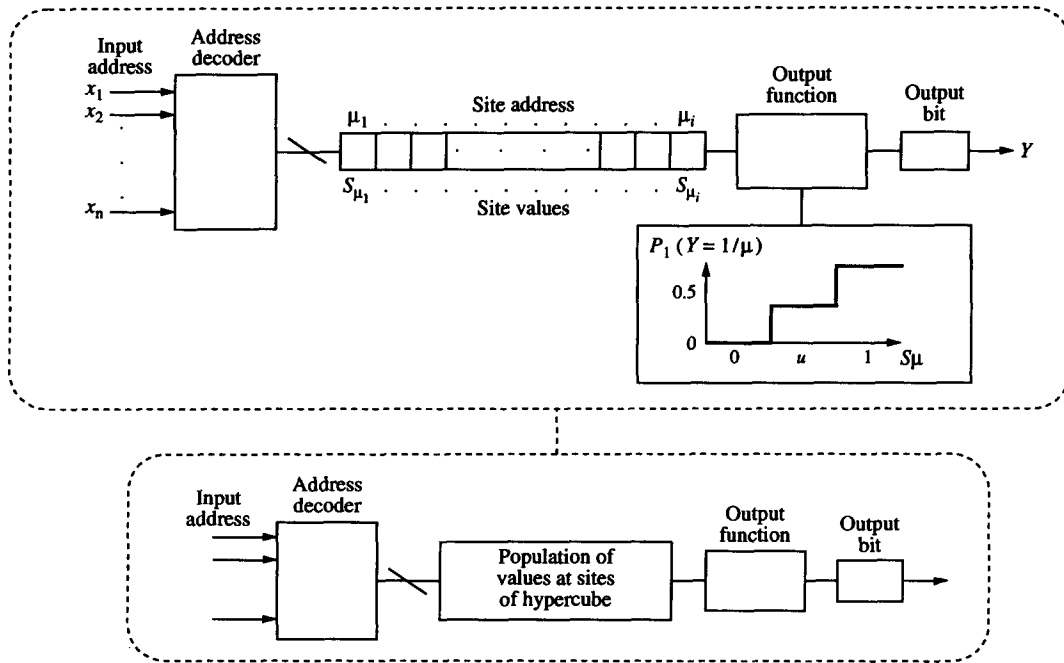 Input
address
Address
decoder
x1
x2
.
.
.
xn
Site address
μ1 . . . . . . . . . . μi
. . . . .
Sμ1 . . . . . . . . . . Sμi
Site values
Output
function
Output
bit
Y
P1 (Y = 1/μ)
0.5
0
0 u 1 Sμ
Input
address
Address
decoder
Population of
values at sites
of hypercube
Output
function
Output
bit